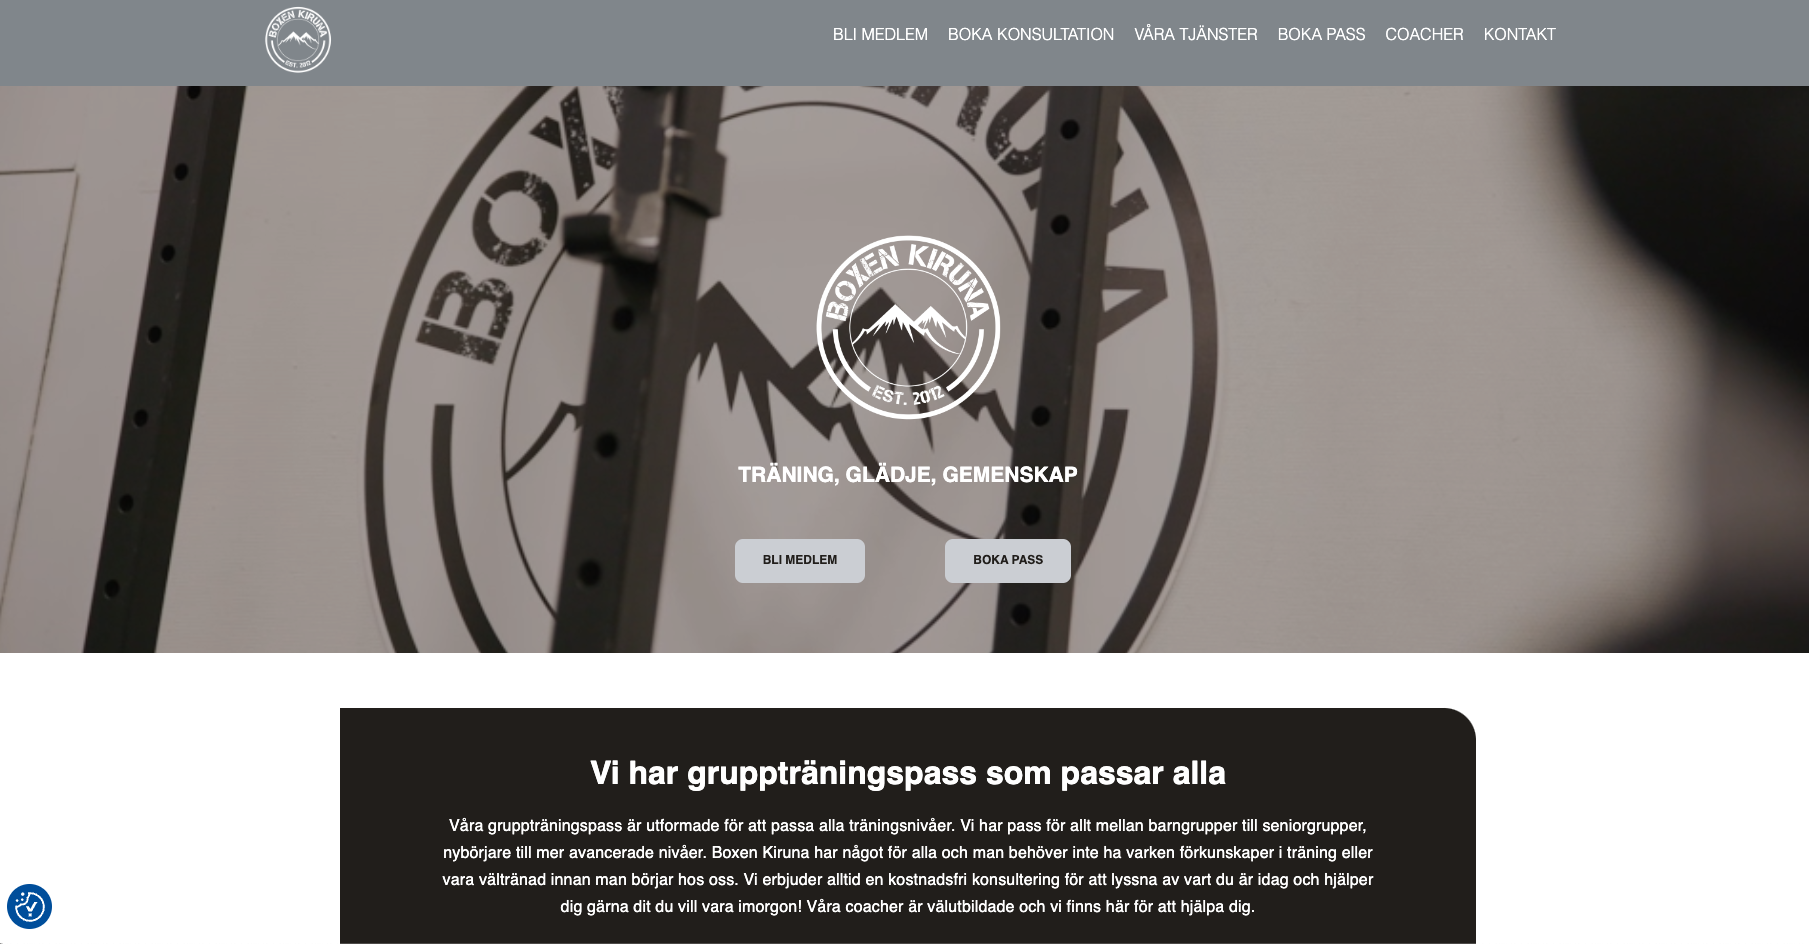 BOXEN KIRUNA
EST. 2012
BLI MEDLEM
BOKA KONSULTATION
VÅRA TJÄNSTER
BOKA PASS
COACHER
KONTAKT
BOXEN KIRUNA
BOXEN KIRUNA
EST. 2012
TRÄNING, GLÄDJE, GEMENSKAP
BLI MEDLEM
BOKA PASS
Vi har gruppträningspass som passar alla
Våra gruppträningspass är utformade för att passa alla träningsnivåer. Vi har pass för allt mellan barngrupper till seniorgrupper,
nybörjare till mer avancerade nivåer. Boxen Kiruna har något för alla och man behöver inte ha varken förkunskaper i träning eller
vara vältränad innan man börjar hos oss. Vi erbjuder alltid en kostnadsfri konsultering för att lyssna av vart du är idag och hjälper
dig gärna dit du vill vara imorgon! Våra coacher är välutbildade och vi finns här för att hjälpa dig.